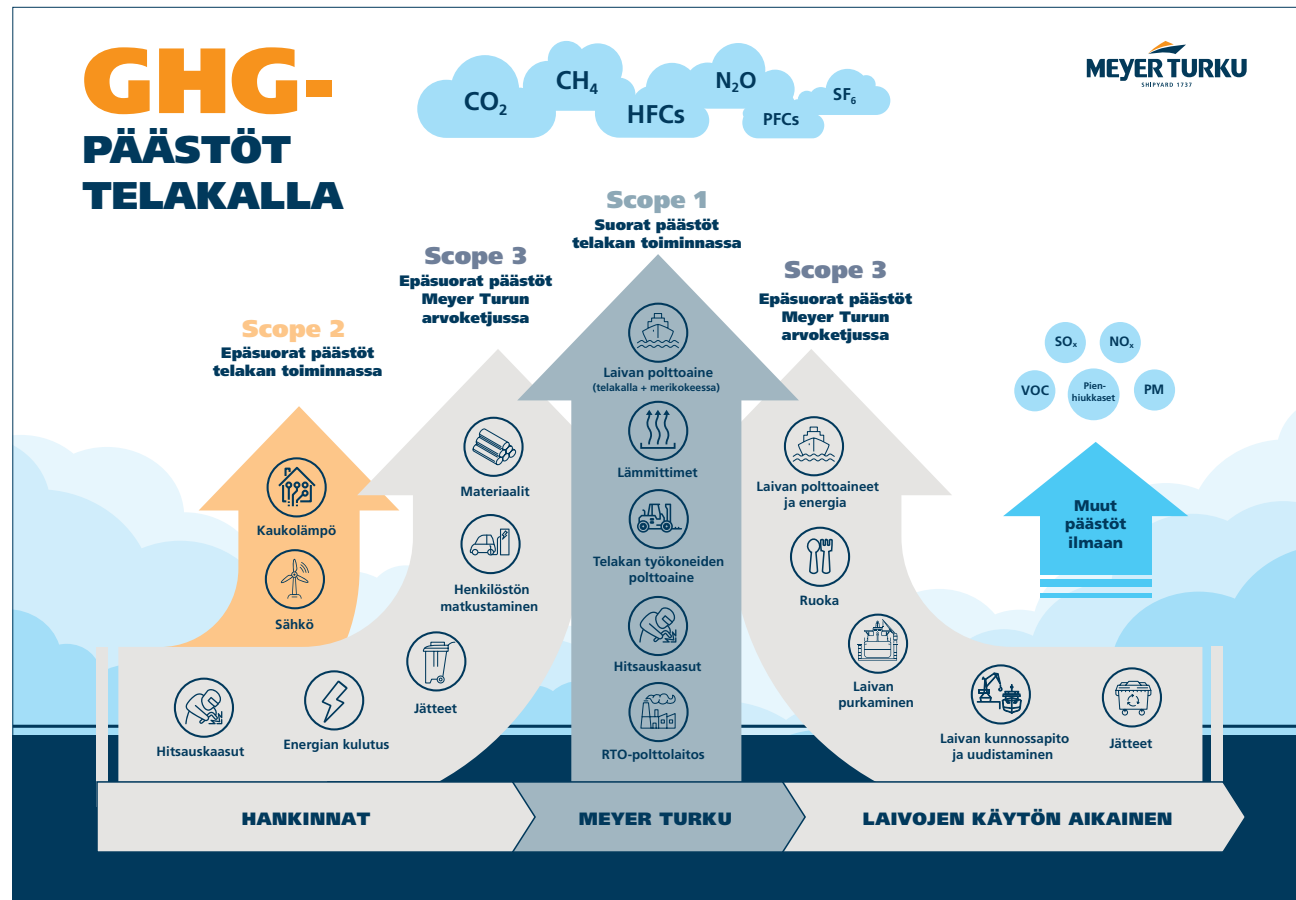 GHG-
PÄÄSTÖT
TELAKALLA
CO₂
CH₄
HFCs
N₂O
PFCs
SF₆
MEYER TURKU
SHIPYARD 1737
Scope 1
Suorat päästöt
telakan toiminnassa
Scope 3
Epäsuorat päästöt
Meyer Turun
arvoketjussa
Scope 3
Epäsuorat päästöt
Meyer Turun
arvoketjussa
Scope 2
Epäsuorat päästöt
telakan toiminnassa
Kaukolämpö
Sähkö
Materiaalit
Henkilöstön
matkustaminen
Jätteet
Energian kulutus
Hitsauskaasut
Laivan polttoaine
(telakalla + merikokeessa)
Lämmittimet
Telakan työkoneiden
polttoaine
Hitsauskaasut
RTO-polttolaitos
Laivan polttoaineet
ja energia
Ruoka
Laivan
purkaminen
Laivan kunnossapito
ja uudistaminen
Jätteet
SOₓ
NOₓ
VOC
Pien-
hiukkaset
PM
Muut
päästöt
ilmaan
HANKINNAT
MEYER TURKU
LAIVOJEN KÄYTÖN AIKAINEN